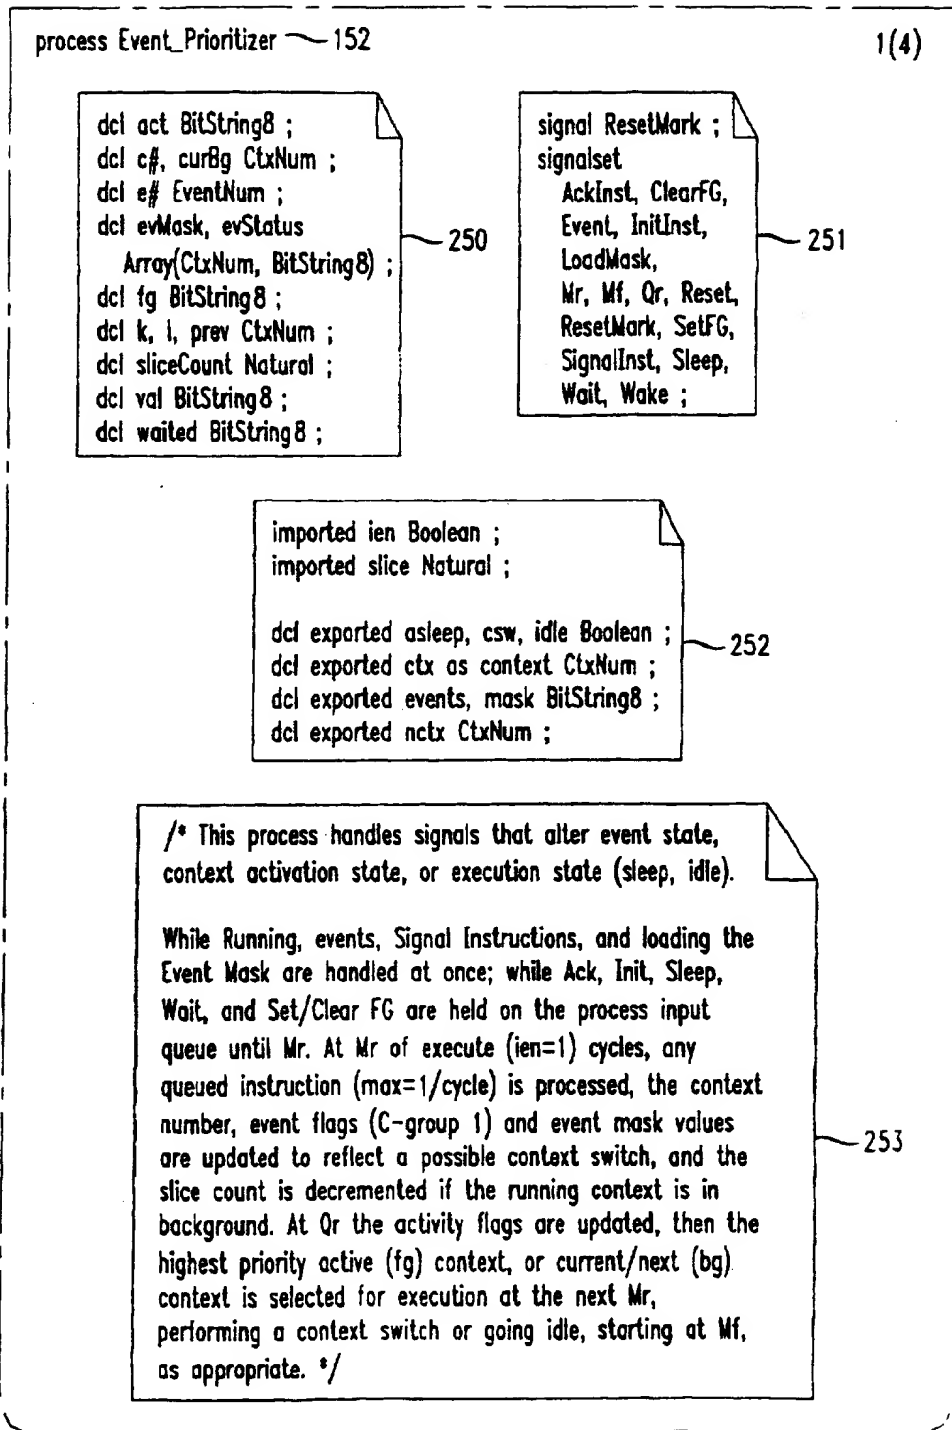 process Event_Prioritizer 152
1(4)
dcl act BitString8 ;
dcl c#, curBg CtxNum ;
dcl e# EventNum ;
dcl evMask, evStatus
Array(CtxNum, BitString8) ;
dcl fg BitString8 ;
dcl k, l, prev CtxNum ;
dcl sliceCount Natural ;
dcl val BitString8 ;
dcl waited BitString8 ;
250
signal ResetMark ;
signalset
AckInst, ClearFG,
Event, InitInst,
LoadMask,
Mr, Mf, Qr, Reset,
ResetMark, SetFG,
SignalInst, Sleep,
Wait, Wake ;
251
imported ien Boolean ;
imported slice Natural ;
dcl exported asleep, csw, idle Boolean ;
dcl exported ctx as context CtxNum ;
dcl exported events, mask BitString8 ;
dcl exported nctx CtxNum ;
252
/* This process handles signals that alter event state,
context activation state, or execution state (sleep, idle).
While Running, events, Signal Instructions, and loading the
Event Mask are handled at once; while Ack, Init, Sleep,
Wait, and Set/Clear FG are held on the process input
queue until Mr. At Mr of execute (ien=1) cycles, any
queued instruction (max=1/cycle) is processed, the context
number, event flags (C-group 1) and event mask values
are updated to reflect a possible context switch, and the
slice count is decremented if the running context is in
background. At Qr the activity flags are updated, then the
highest priority active (fg) context, or current/next (bg)
context is selected for execution at the next Mr,
performing a context switch or going idle, starting at Mf,
as appropriate. */
253